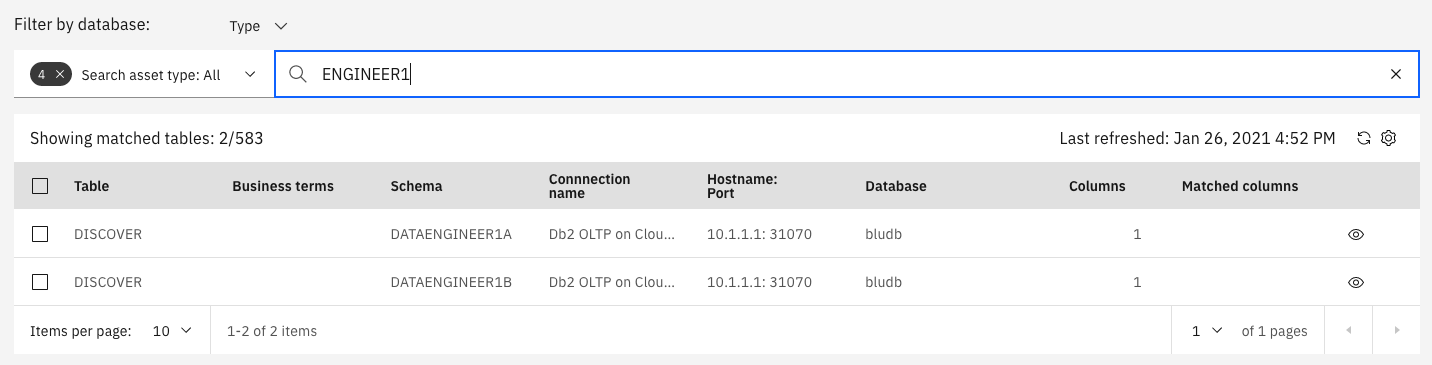 Filter by database: Type
4 Search asset type: All ENGINEER1
Showing matched tables: 2/583 Last refreshed: Jan 26, 2021 4:52 PM
Table Business terms Schema Connnection name Hostname: Port Database Columns Matched columns
DISCOVER DATAENGINEER1A Db2 OLTP on Clou... 10.1.1.1: 31070 bludb 1
DISCOVER DATAENGINEER1B Db2 OLTP on Clou... 10.1.1.1: 31070 bludb 1
Items per page: 10 1-2 of 2 items 1 of 1 pages